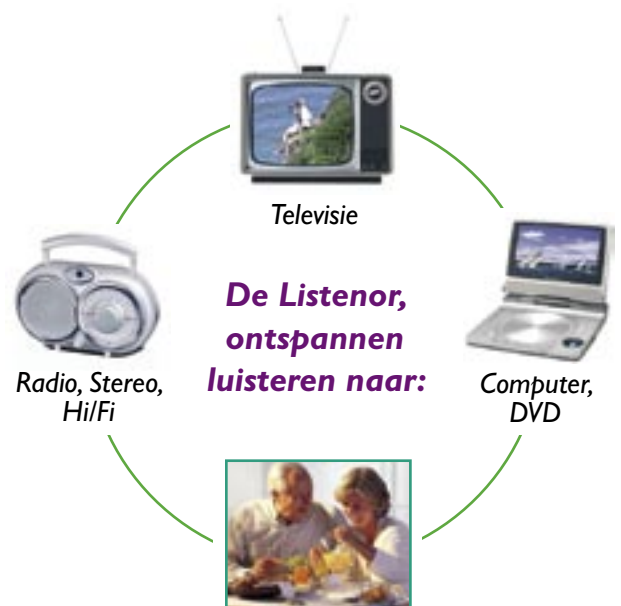 Televisie
De Listenor,
ontspannen
luisteren naar:
Radio, Stereo,
Hi/Fi
Computer,
DVD